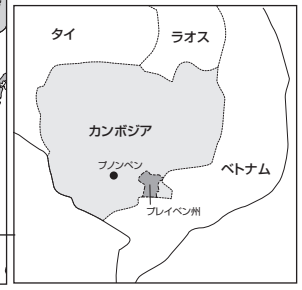 タイ
ラオス
カンボジア
プノンペン
ベトナム
プレイベン州